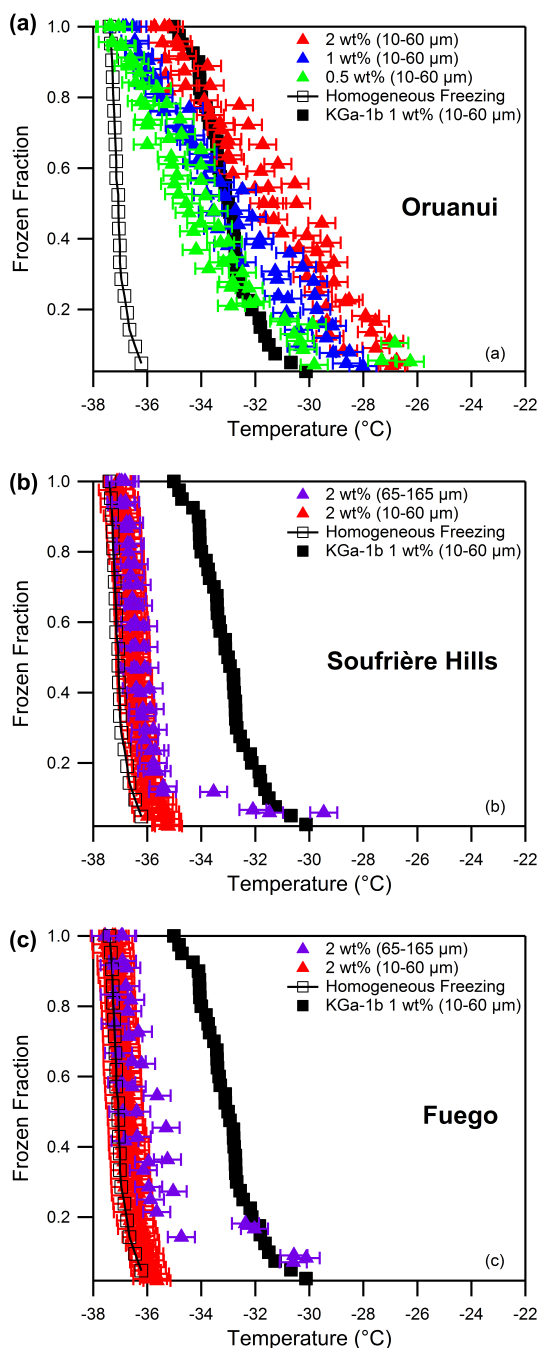 (a)
1.0
0.8
0.6
0.4
0.2
Frozen Fraction
2 wt% (10-60 µm)
1 wt% (10-60 µm)
0.5 wt% (10-60 µm)
Homogeneous Freezing
KGa-1b 1 wt% (10-60 µm)
Oruanui
(a)
-38 -36 -34 -32 -30 -28 -26 -24 -22
Temperature (°C)
(b)
1.0
0.8
0.6
0.4
0.2
Frozen Fraction
2 wt% (65-165 µm)
2 wt% (10-60 µm)
Homogeneous Freezing
KGa-1b 1 wt% (10-60 µm)
Soufrière Hills
(b)
-38 -36 -34 -32 -30 -28 -26 -24 -22
Temperature (°C)
(c)
1.0
0.8
0.6
0.4
0.2
Frozen Fraction
2 wt% (65-165 µm)
2 wt% (10-60 µm)
Homogeneous Freezing
KGa-1b 1 wt% (10-60 µm)
Fuego
(c)
-38 -36 -34 -32 -30 -28 -26 -24 -22
Temperature (°C)